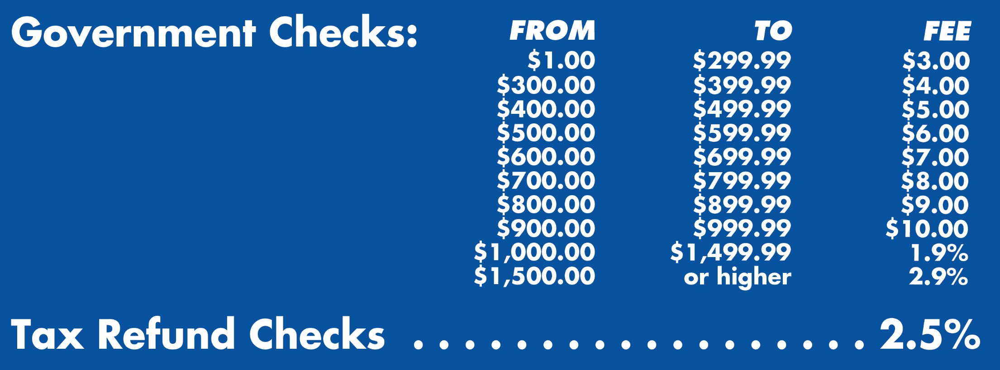 Government Checks: FROM TO FEE
$1.00 $299.99 $3.00
$300.00 $399.99 $4.00
$400.00 $499.99 $5.00
$500.00 $599.99 $6.00
$600.00 $699.99 $7.00
$700.00 $799.99 $8.00
$800.00 $899.99 $9.00
$900.00 $999.99 $10.00
$1,000.00 $1,499.99 1.9%
$1,500.00 or higher 2.9%
Tax Refund Checks . . . . . . . . . . . . . . . . . . 2.5%